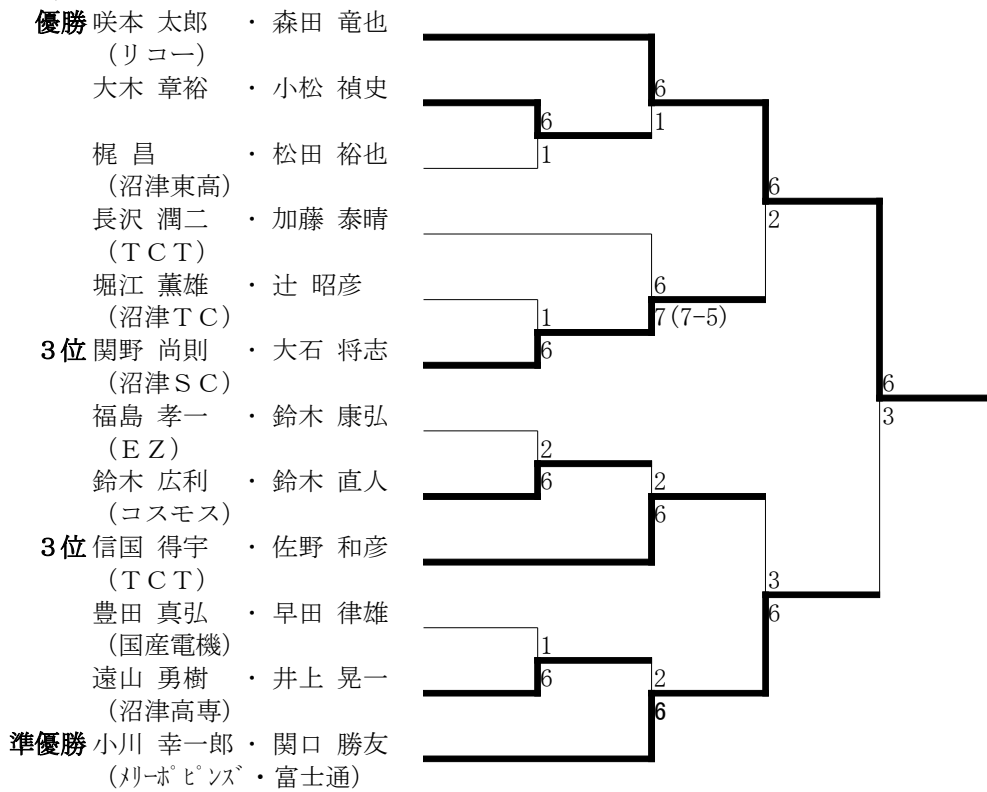 優勝 咲本 太郎 ・ 森田 竜也
(リコー)
大木 章裕 ・ 小松 禎史
6
1
6
1
梶 昌 ・ 松田 裕也
(沼津東高)
6
2
長沢 潤二 ・ 加藤 泰晴
(ＴＣＴ)
堀江 薫雄 ・ 辻 昭彦
6
(沼津ＴＣ)
1
7(7-5)
3位 関野 尚則 ・ 大石 将志
6
(沼津ＳＣ)
6
3
福島 孝一 ・ 鈴木 康弘
(ＥＺ)
2
鈴木 広利 ・ 鈴木 直人
6
2
(コスモス)
6
3位 信国 得宇 ・ 佐野 和彦
(ＴＣＴ)
3
6
豊田 真弘 ・ 早田 律雄
(国産電機)
1
遠山 勇樹 ・ 井上 晃一
6
2
(沼津高専)
6
準優勝 小川 幸一郎 ・ 関口 勝友
(ﾒﾘｰﾎﾟﾋﾟﾝｽﾞ・富士通)